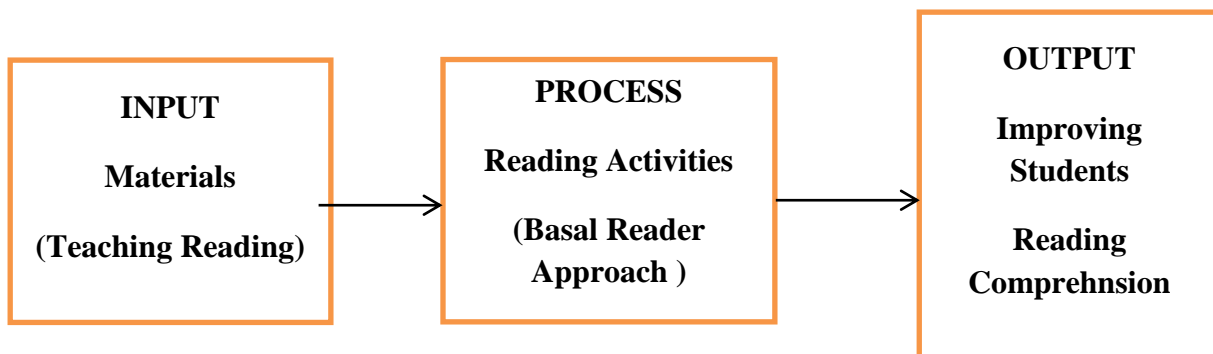 INPUT
Materials
(Teaching Reading)
PROCESS
Reading Activities
(Basal Reader
Approach )
OUTPUT
Improving
Students
Reading
Comprehnsion